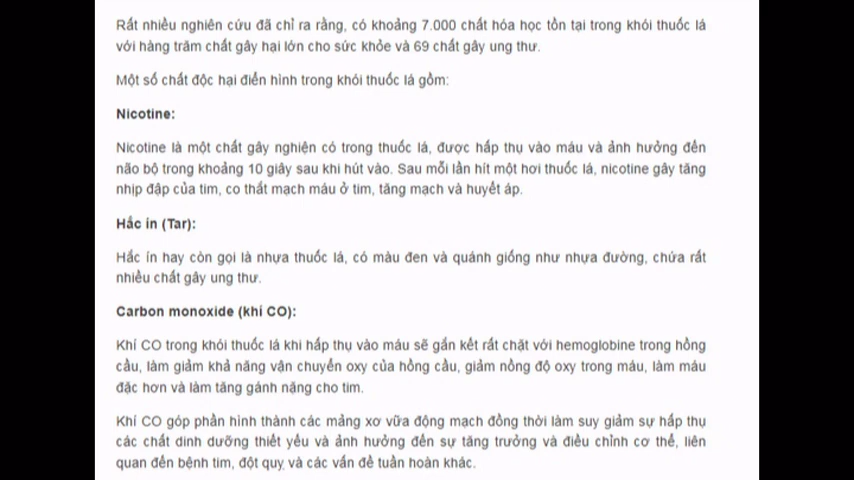 Rất nhiều nghiên cứu đã chỉ ra rằng, có khoảng 7.000 chất hóa học tồn tại trong khói thuốc lá
với hàng trăm chất gây hại lớn cho sức khỏe và 69 chất gây ung thư.
Một số chất độc hại điển hình trong khói thuốc lá gồm:
Nicotine:
Nicotine là một chất gây nghiện có trong thuốc lá, được hấp thụ vào máu và ảnh hưởng đến
não bộ trong khoảng 10 giây sau khi hút vào. Sau mỗi lần hít một hơi thuốc lá, nicotine gây tăng
nhịp đập của tim, co thắt mạch máu ở tim, tăng mạch và huyết áp.
Hắc ín (Tar):
Hắc ín hay còn gọi là nhựa thuốc lá, có màu đen và quánh giống như nhựa đường, chứa rất
nhiều chất gây ung thư.
Carbon monoxide (khí CO):
Khí CO trong khói thuốc lá khi hấp thụ vào máu sẽ gắn kết rất chặt với hemoglobine trong hồng
cầu, làm giảm khả năng vận chuyển oxy của hồng cầu, giảm nồng độ oxy trong máu, làm máu
đặc hơn và làm tăng gánh nặng cho tim.
Khí CO góp phần hình thành các mảng xơ vữa động mạch đồng thời làm suy giảm sự hấp thụ
các chất dinh dưỡng thiết yếu và ảnh hưởng đến sự tăng trưởng và điều chỉnh cơ thể, liên
quan đến bệnh tim, đột quỵ và các vấn đề tuần hoàn khác.